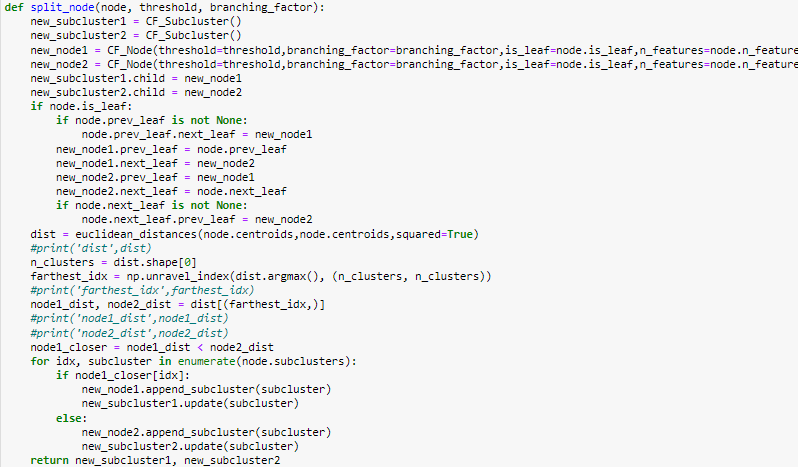 def split_node(node, threshold, branching_factor):
    new_subcluster1 = CF_Subcluster()
    new_subcluster2 = CF_Subcluster()
    new_node1 = CF_Node(threshold=threshold,branching_factor=branching_factor,is_leaf=node.is_leaf,n_features=node.n_feature
    new_node2 = CF_Node(threshold=threshold,branching_factor=branching_factor,is_leaf=node.is_leaf,n_features=node.n_feature
    new_subcluster1.child = new_node1
    new_subcluster2.child = new_node2
    if node.is_leaf:
        if node.prev_leaf is not None:
            node.prev_leaf.next_leaf = new_node1
        new_node1.prev_leaf = node.prev_leaf
        new_node1.next_leaf = new_node2
        new_node2.prev_leaf = new_node1
        new_node2.next_leaf = node.next_leaf
        if node.next_leaf is not None:
            node.next_leaf.prev_leaf = new_node2
    dist = euclidean_distances(node.centroids,node.centroids,squared=True)
    #print('dist',dist)
    n_clusters = dist.shape[0]
    farthest_idx = np.unravel_index(dist.argmax(), (n_clusters, n_clusters))
    #print('farthest_idx',farthest_idx)
    node1_dist, node2_dist = dist[(farthest_idx,)]
    #print('node1_dist',node1_dist)
    #print('node2_dist',node2_dist)
    node1_closer = node1_dist < node2_dist
    for idx, subcluster in enumerate(node.subclusters):
        if node1_closer[idx]:
            new_node1.append_subcluster(subcluster)
            new_subcluster1.update(subcluster)
        else:
            new_node2.append_subcluster(subcluster)
            new_subcluster2.update(subcluster)
    return new_subcluster1, new_subcluster2